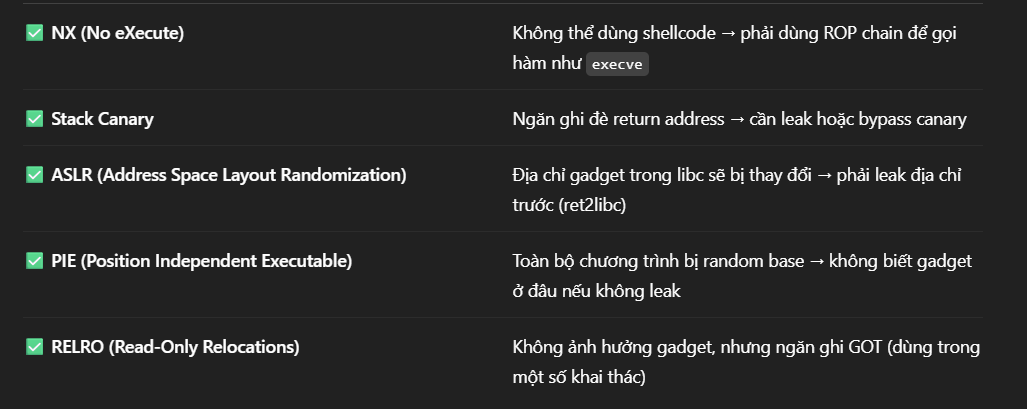 ✅ NX (No eXecute) Không thể dùng shellcode → phải dùng ROP chain để gọi
hàm như execve
✅ Stack Canary Ngăn ghi đè return address → cần leak hoặc bypass canary
✅ ASLR (Address Space Layout Randomization) Địa chỉ gadget trong libc sẽ bị thay đổi → phải leak địa chỉ
trước (ret2libc)
✅ PIE (Position Independent Executable) Toàn bộ chương trình bị random base → không biết gadget
ở đâu nếu không leak
✅ RELRO (Read-Only Relocations) Không ảnh hưởng gadget, nhưng ngăn ghi GOT (dùng trong
một số khai thác)